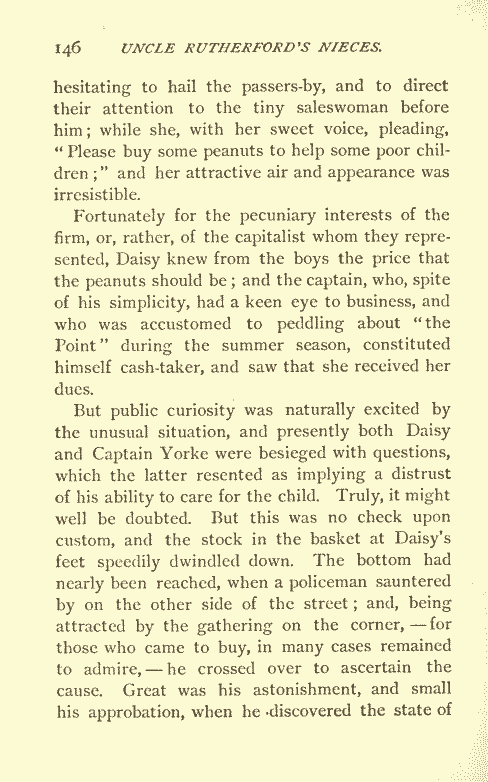 146 UNCLE RUTHERFORD'S NIECES.
hesitating to hail the passers-by, and to direct
their attention to the tiny saleswoman before
him; while she, with her sweet voice, pleading,
“Please buy some peanuts to help some poor chil-
dren;” and her attractive air and appearance was
irresistible.
Fortunately for the pecuniary interests of the
firm, or, rather, of the capitalist whom they repre-
sented, Daisy knew from the boys the price that
the peanuts should be; and the captain, who, spite
of his simplicity, had a keen eye to business, and
who was accustomed to peddling about “the
Point” during the summer season, constituted
himself cash-taker, and saw that she received her
dues.
But public curiosity was naturally excited by
the unusual situation, and presently both Daisy
and Captain Yorke were besieged with questions,
which the latter resented as implying a distrust
of his ability to care for the child. Truly, it might
well be doubted. But this was no check upon
custom, and the stock in the basket at Daisy's
feet speedily dwindled down. The bottom had
nearly been reached, when a policeman sauntered
by on the other side of the street; and, being
attracted by the gathering on the corner, — for
those who came to buy, in many cases remained
to admire, — he crossed over to ascertain the
cause. Great was his astonishment, and small
his approbation, when he discovered the state of